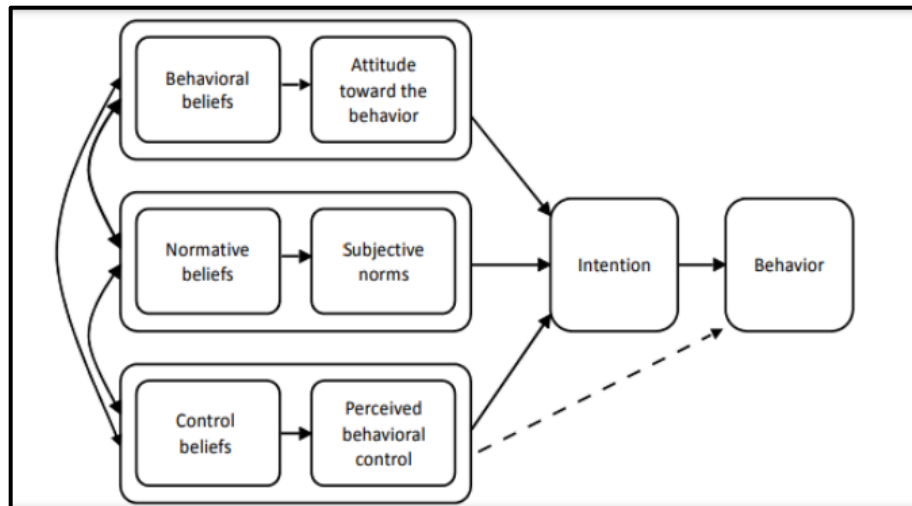 Behavioral
beliefs
Attitude
toward the
behavior
Normative
beliefs
Subjective
norms
Intention
Behavior
Control
beliefs
Perceived
behavioral
control